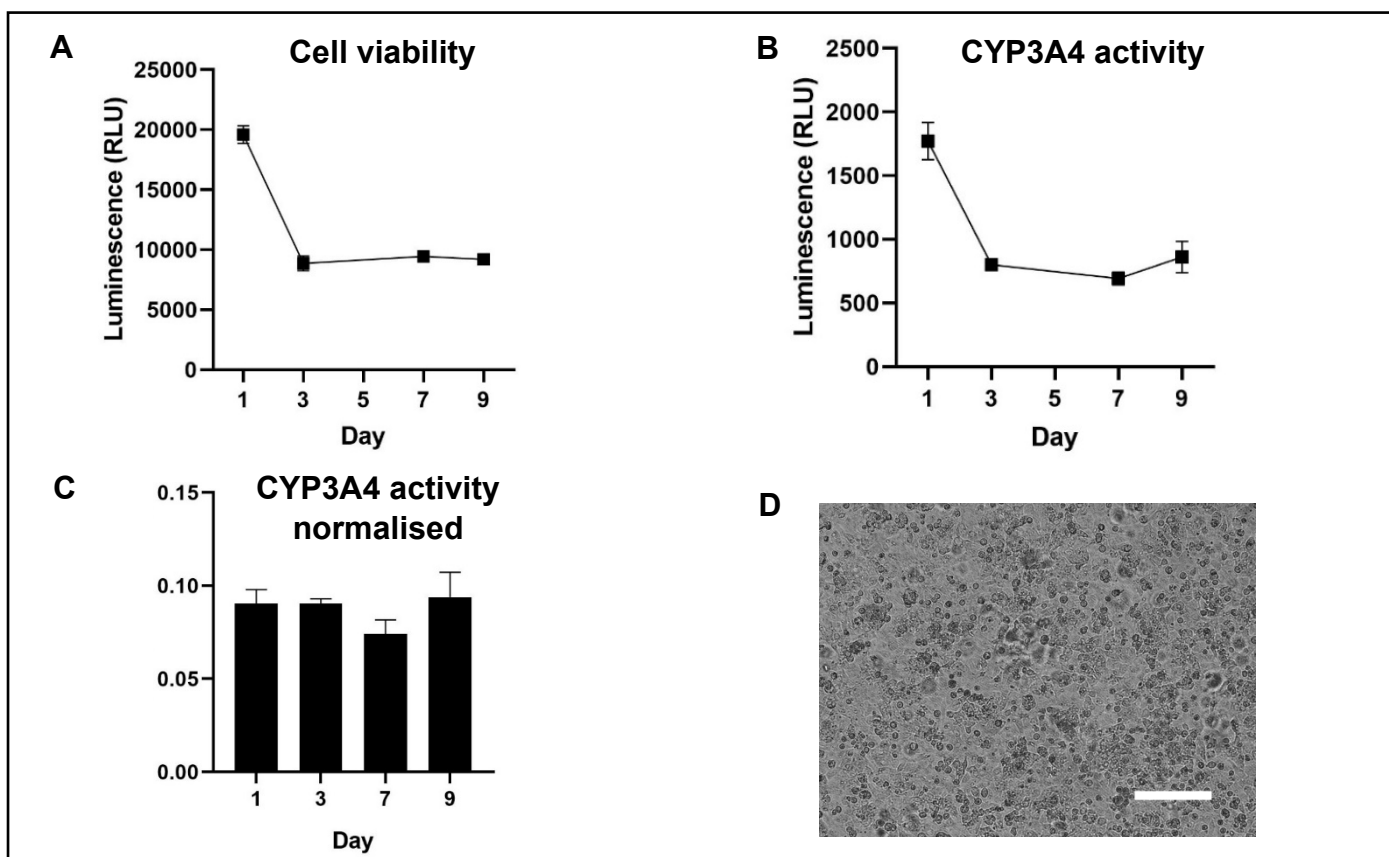 A
Cell viability
25000
20000
15000
10000
5000
0
Luminescence (RLU)
1 3 5 7 9
Day
B
CYP3A4 activity
2500
2000
1500
1000
500
0
Luminescence (RLU)
1 3 5 7 9
Day
C
CYP3A4 activity
normalised
0.15
0.10
0.05
0.00
1 3 7 9
Day
D